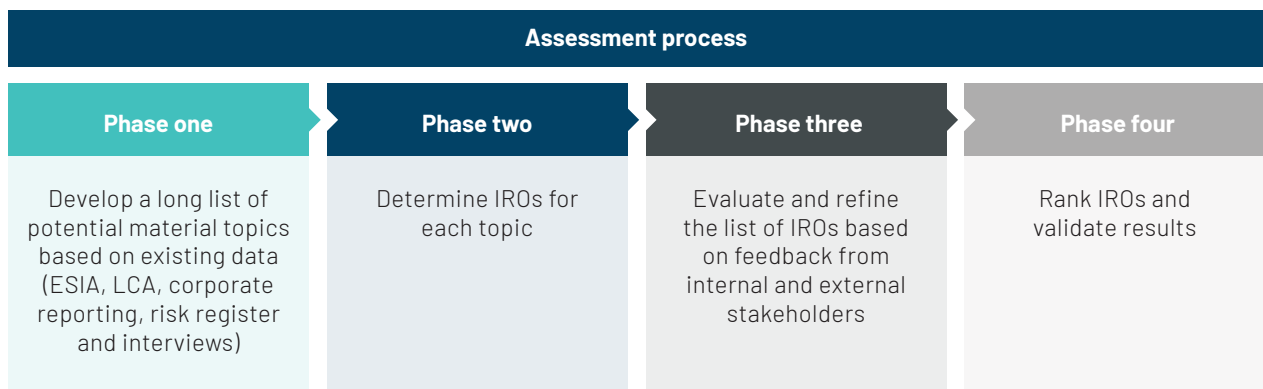 Assessment process
Phase one
Develop a long list of
potential material topics
based on existing data
(ESIA, LCA, corporate
reporting, risk register
and interviews)
Phase two
Determine IROs for
each topic
Phase three
Evaluate and refine
the list of IROs based
on feedback from
internal and external
stakeholders
Phase four
Rank IROs and
validate results